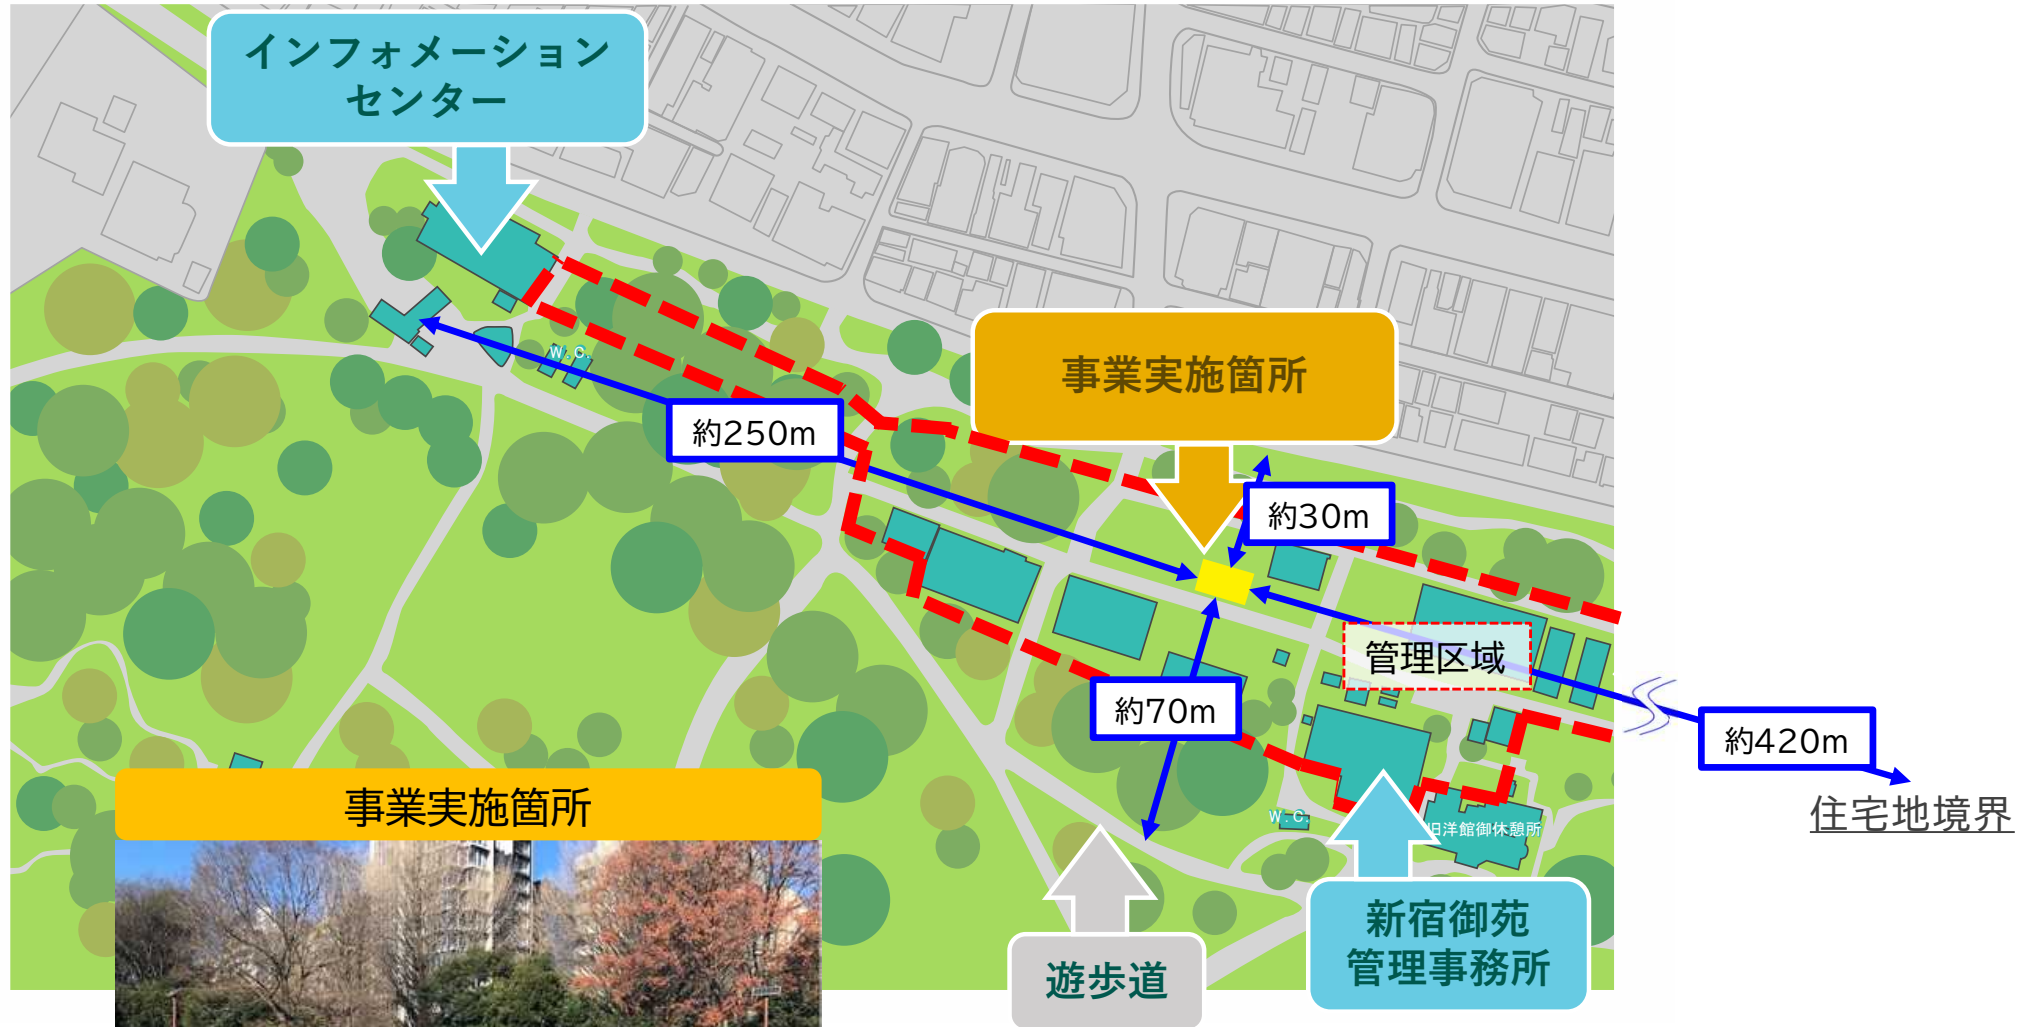 インフォメーション
センター
W.C.
約250m
事業実施箇所
約30m
管理区域
約70m
約420m
住宅地境界
事業実施箇所
W.C.
旧洋館御休憩所
遊歩道
新宿御苑
管理事務所